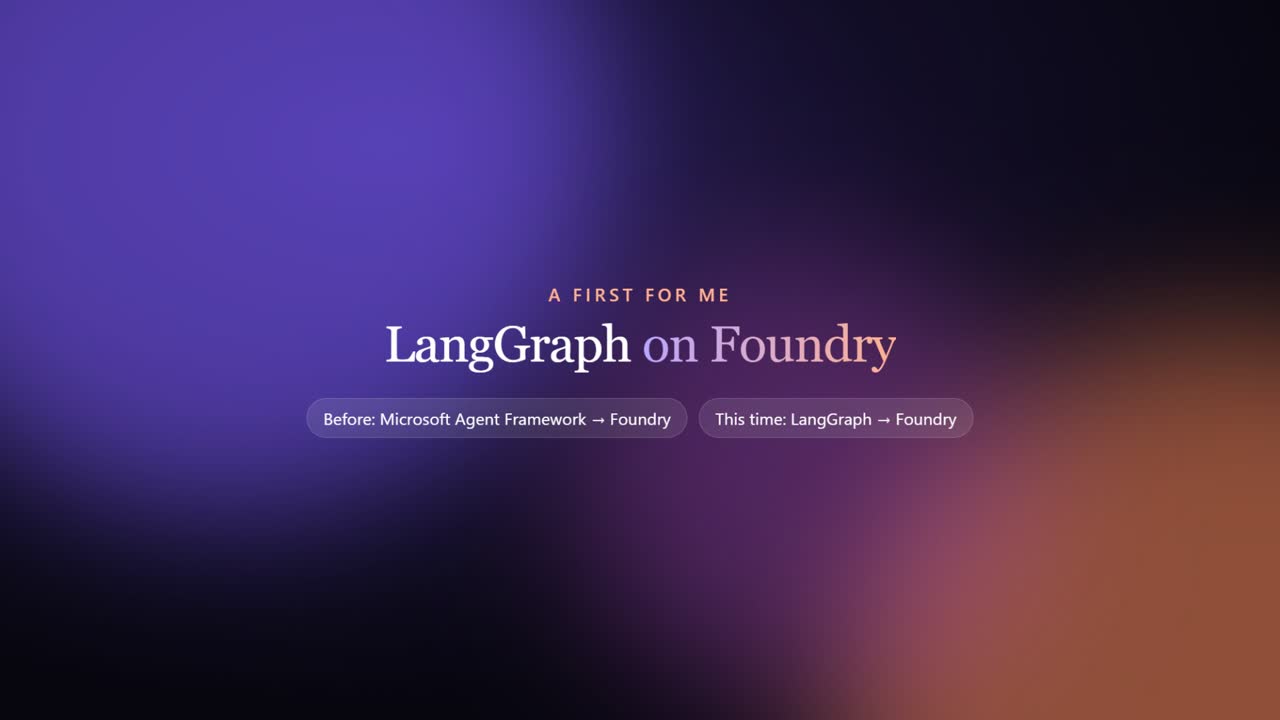 A FIRST FOR ME
LangGraph on Foundry
Before: Microsoft Agent Framework → Foundry
This time: LangGraph → Foundry